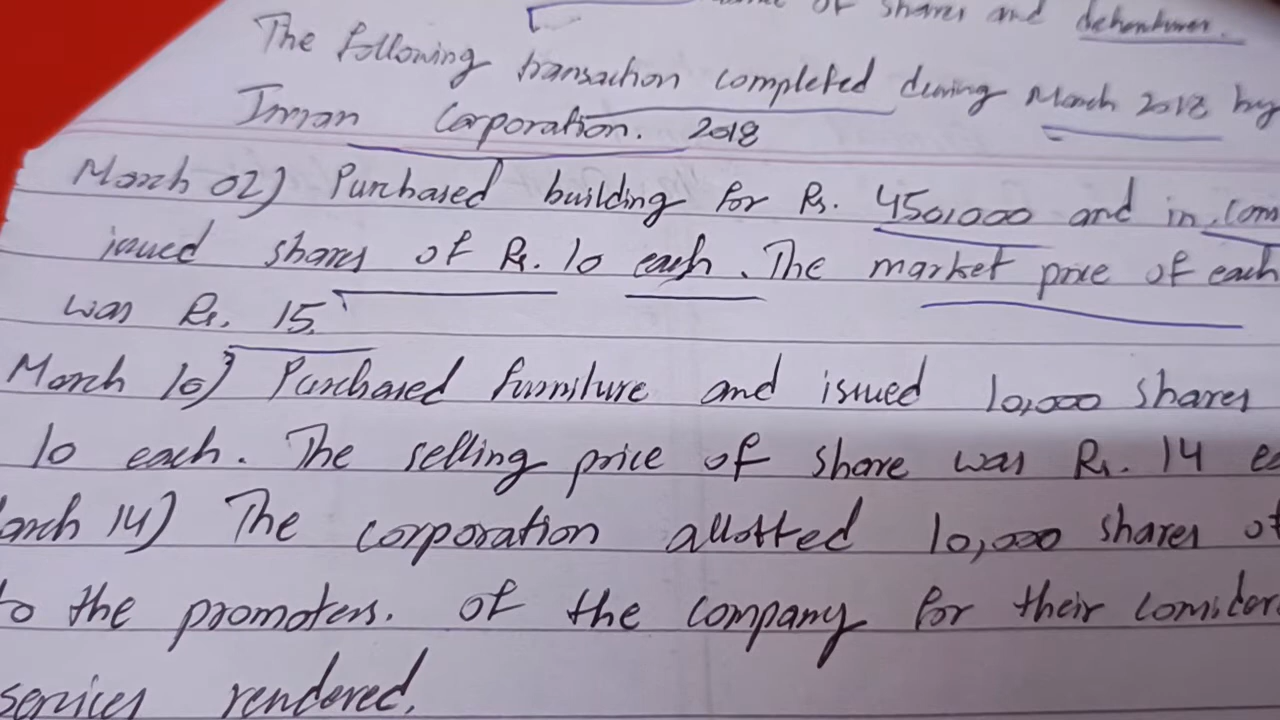 of shares and debentures.
The following transaction completed during March 2018 by
Imran Corporation. 2018
March 02) Purchased building for Rs. 450,000 and in com
issued shares of Rs. 10 each. The market price of each
was Rs. 15.
March 10) Purchased furniture and issued 10,000 shares
10 each. The selling price of share was Rs. 14 ea
arch 14) The corporation allotted 10,000 shares of
to the promoters. of the company for their consider
services rendered.